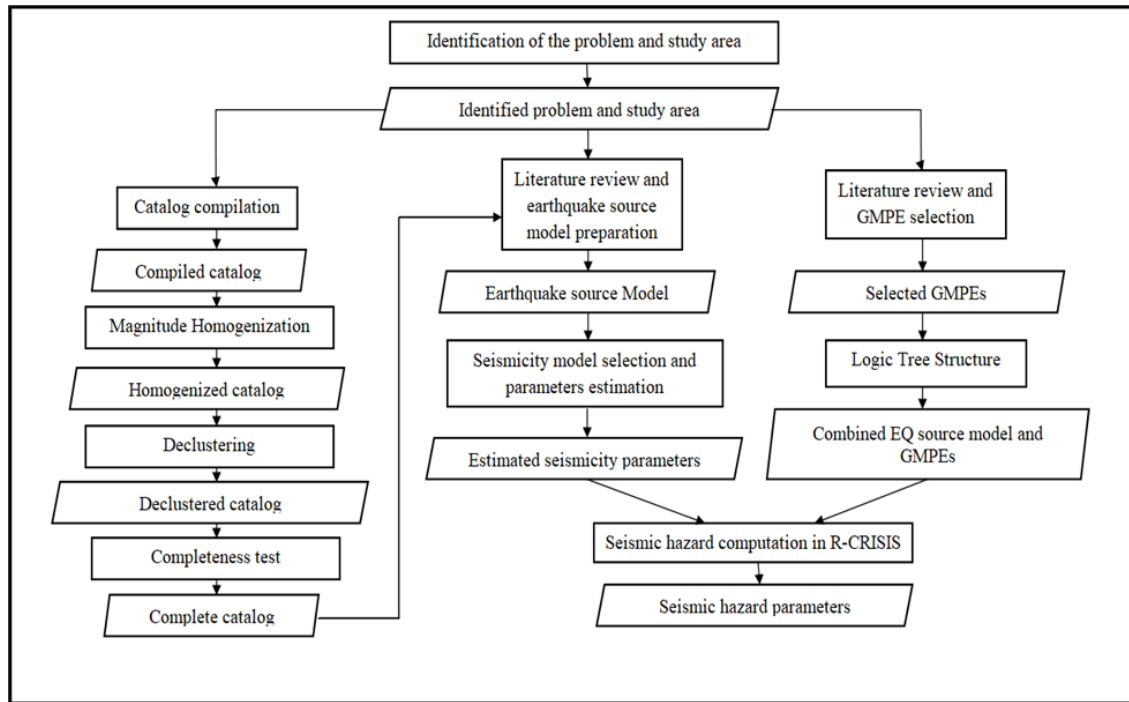 Identification of the problem and study area
Identified problem and study area
Catalog compilation
Compiled catalog
Magnitude Homogenization
Homogenized catalog
Declustering
Declustered catalog
Completeness test
Complete catalog
Literature review and
earthquake source
model preparation
Earthquake source Model
Seismicity model selection and
parameters estimation
Estimated seismicity parameters
Literature review and
GMPE selection
Selected GMPEs
Logic Tree Structure
Combined EQ source model and
GMPEs
Seismic hazard computation in R-CRISIS
Seismic hazard parameters